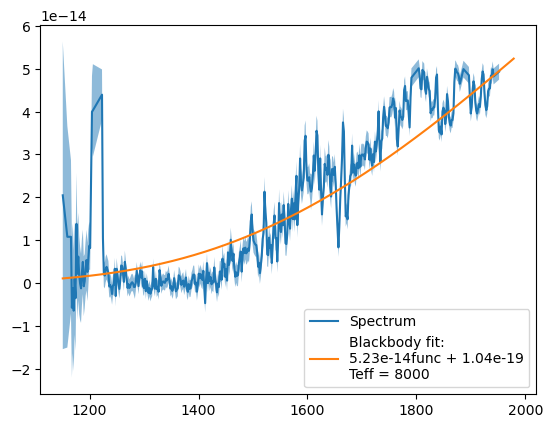 1e−14
6
5
4
3
2
1
0
−1
−2
1200
1400
1600
1800
2000
Spectrum
Blackbody fit:
5.23e-14func + 1.04e-19
Teff = 8000